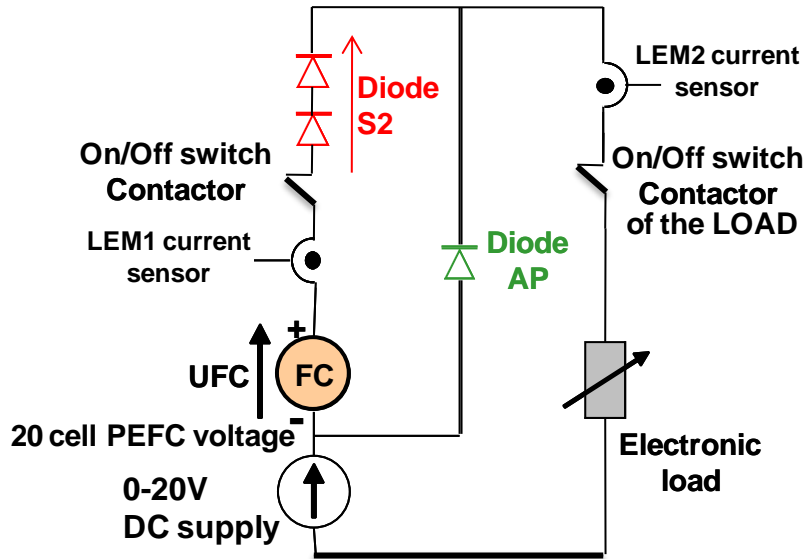 Diode
S2
LEM2 current
sensor
On/Off switch
Contactor
On/Off switch
Contactor
of the LOAD
LEM1 current
sensor
Diode
AP
+
UFC
FC
-
20 cell PEFC voltage
Electronic
load
0-20V
DC supply